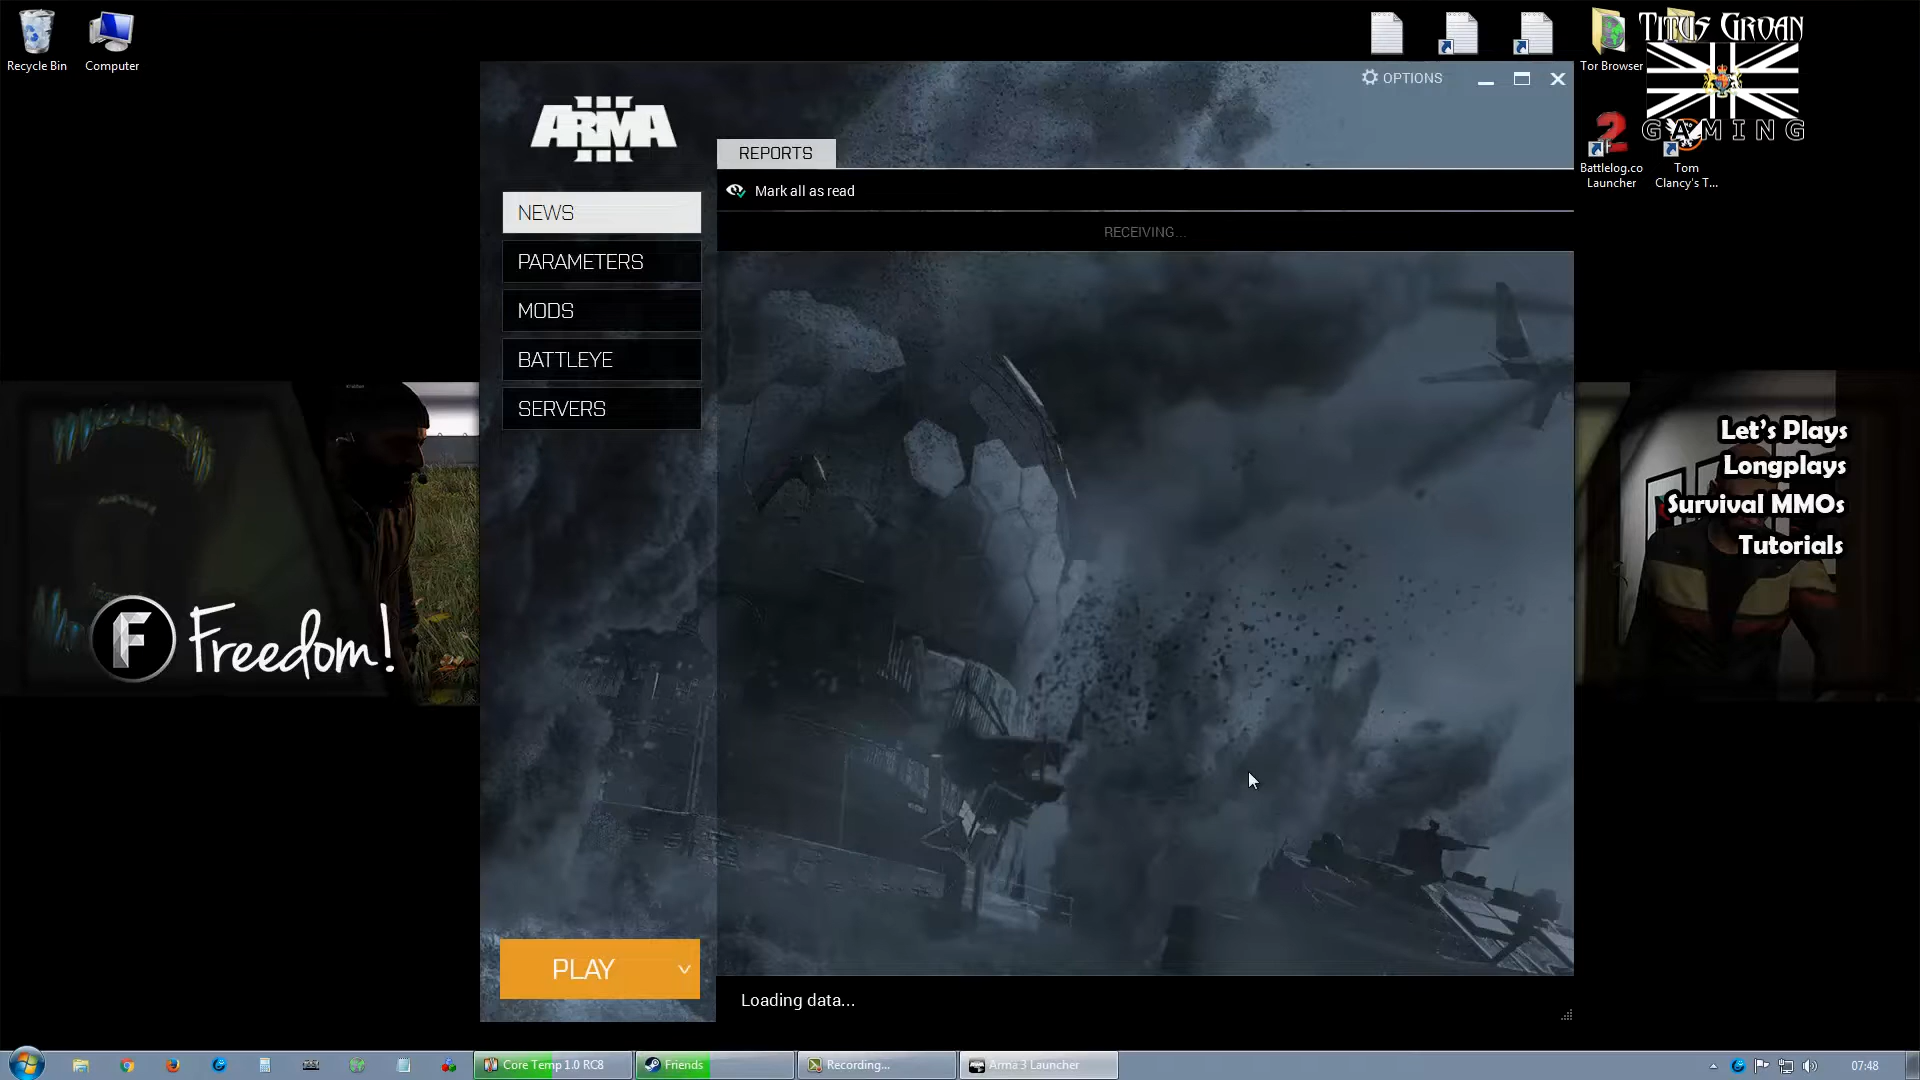 Recycle Bin
Computer
Tor Browser
TITUS GROAN
GAMING
Battlelog.co
Launcher
Tom
Clancy's T...
OPTIONS
ARMA
III
REPORTS
Mark all as read
RECEIVING...
NEWS
PARAMETERS
MODS
BATTLEYE
SERVERS
Let's Plays
Longplays
Survival MMOs
Tutorials
F Freedom!
PLAY
Loading data...
Core Temp 1.0 RC8
Friends
Recording...
Arma 3 Launcher
07:48